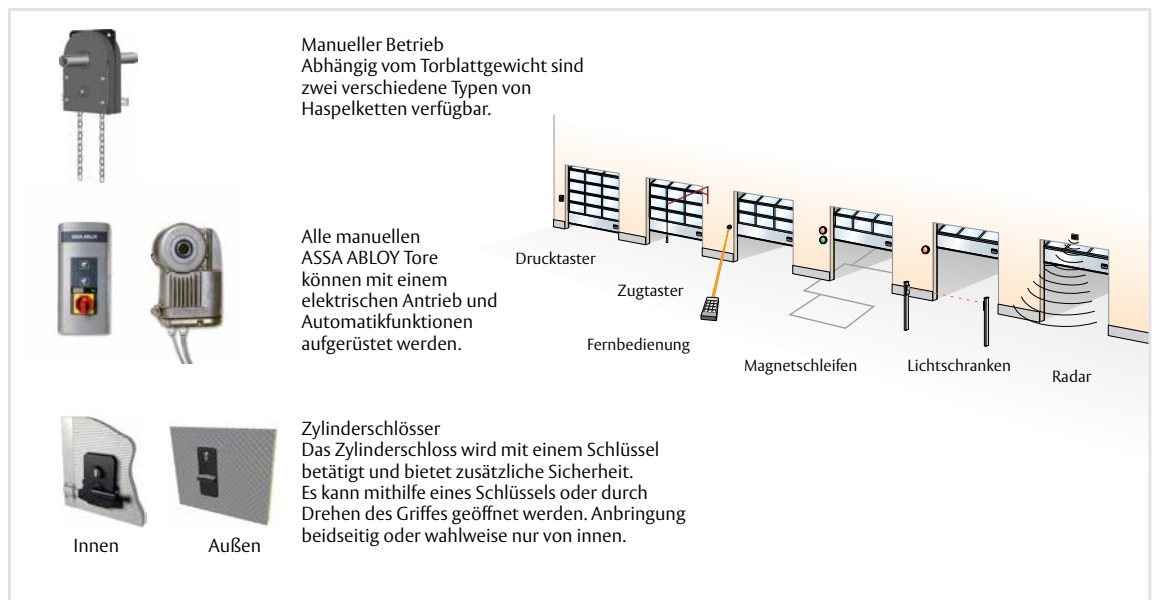 Manueller Betrieb
Abhängig vom Torblattgewicht sind
zwei verschiedene Typen von
Haspelketten verfügbar.
ASSA ABLOY
Alle manuellen
ASSA ABLOY Tore
können mit einem
elektrischen Antrieb und
Automatikfunktionen
aufgerüstet werden.
Drucktaster
Zugtaster
Fernbedienung
Magnetschleifen
Lichtschranken
Radar
Zylinderschlösser
Das Zylinderschloss wird mit einem Schlüssel
betätigt und bietet zusätzliche Sicherheit.
Es kann mithilfe eines Schlüssels oder durch
Drehen des Griffes geöffnet werden. Anbringung
beidseitig oder wahlweise nur von innen.
Innen
Außen